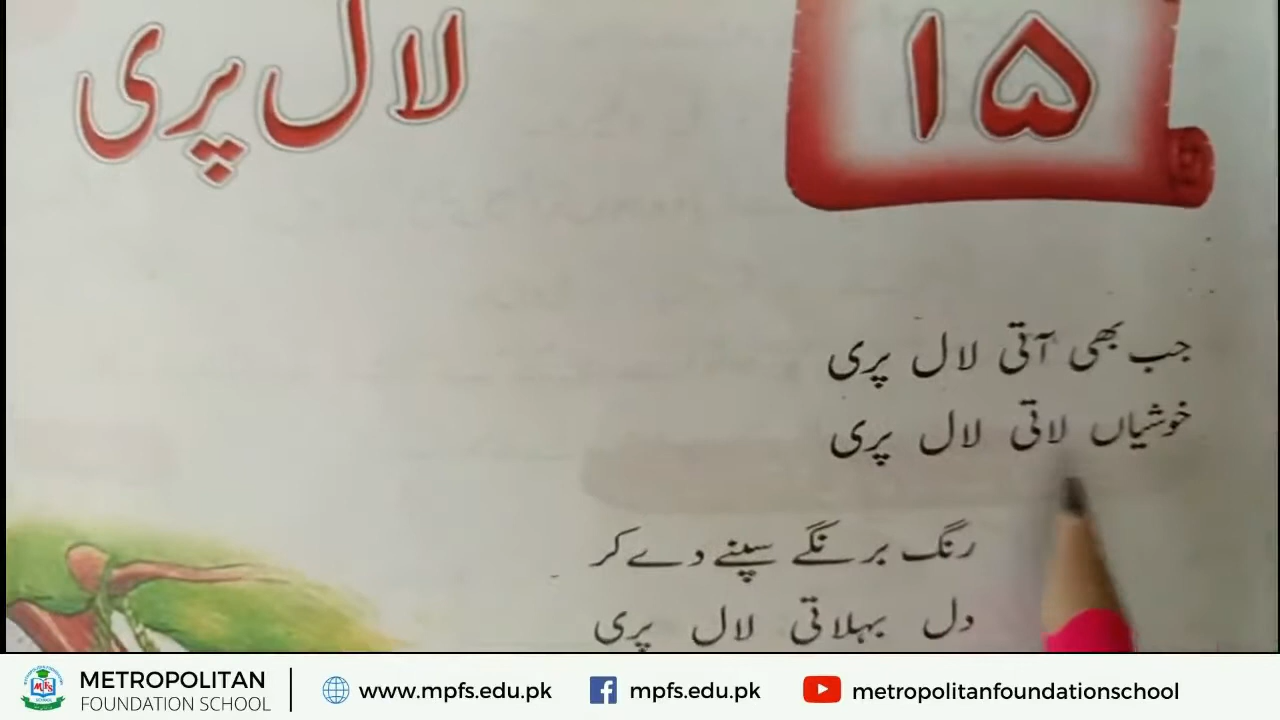 ۱۵
لال پری
جب بھی آتی لال پری
خوشیاں لاتی لال پری
رنگ برنگے سپنے دے کر
دل بہلاتی لال پری
METROPOLITAN
FOUNDATION SCHOOL
www.mpfs.edu.pk
mpfs.edu.pk
metropolitanfoundationschool